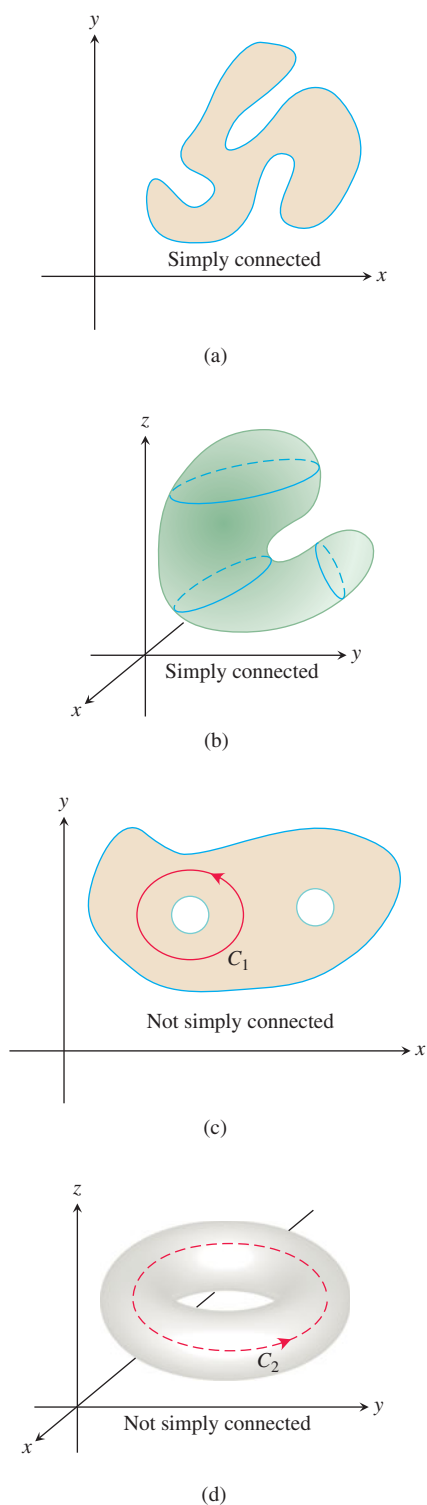 y
Simply connected
x
(a)
z
y
Simply connected
x
(b)
y
C₁
Not simply connected
x
(c)
z
C₂
y
Not simply connected
x
(d)